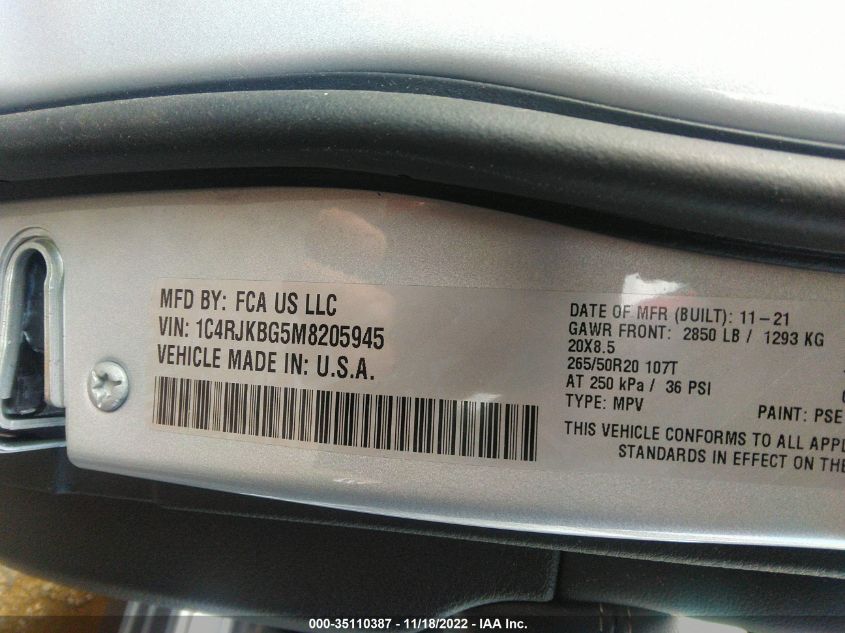 MFD BY: FCA US LLC
VIN: 1C4RJKBG5M8205945
VEHICLE MADE IN: U.S.A.
DATE OF MFR (BUILT): 11-21
GAWR FRONT: 2850 LB / 1293 KG
20X8.5
265/50R20 107T
AT 250 kPa / 36 PSI
TYPE: MPV PAINT: PSE
THIS VEHICLE CONFORMS TO ALL
STANDARDS IN EFFECT ON THE
000-35110387 - 11/18/2022 - IAA Inc.